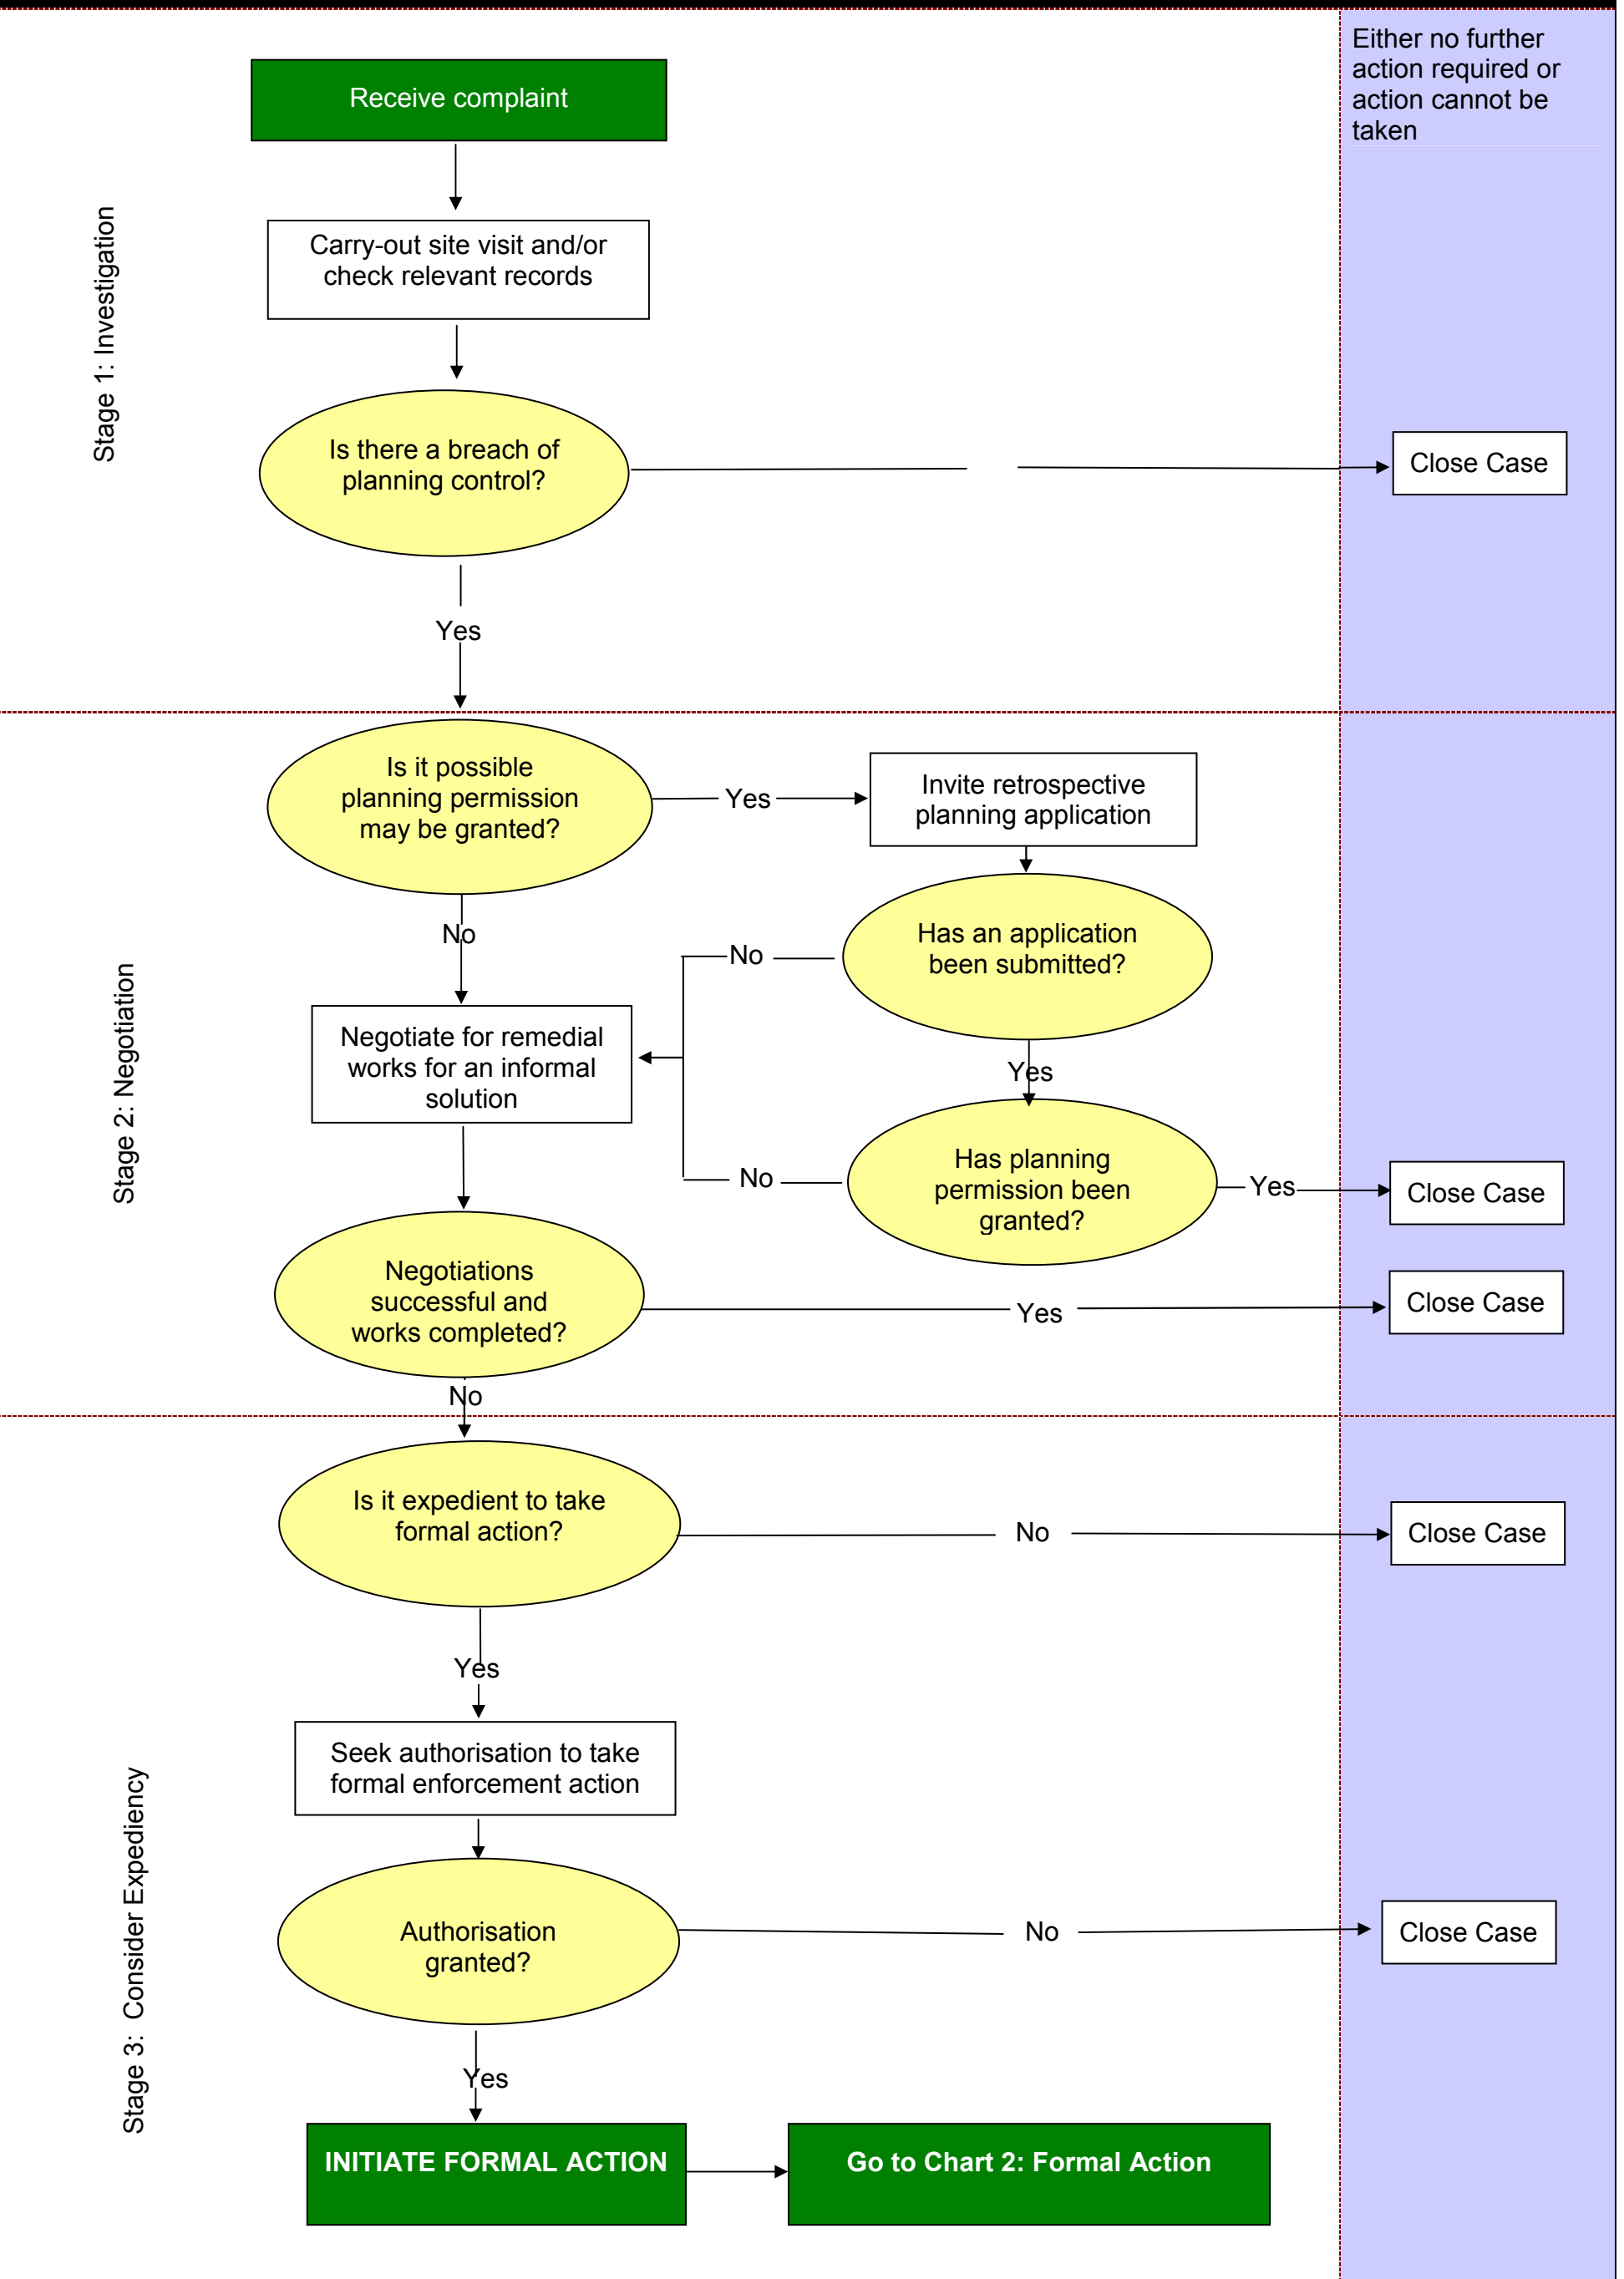 Either no further
action required or
action cannot be
taken
Receive complaint
Stage 1: Investigation
Carry-out site visit and/or
check relevant records
Is there a breach of
planning control?
Close Case
Yes
Stage 2: Negotiation
Is it possible
planning permission
may be granted?
Yes
Invite retrospective
planning application
No
Has an application
been submitted?
No
Negotiate for remedial
works for an informal
solution
Yes
Has planning
permission been
granted?
No
Yes
Close Case
Negotiations
successful and
works completed?
Yes
Close Case
No
Stage 3: Consider Expediency
Is it expedient to take
formal action?
No
Close Case
Yes
Seek authorisation to take
formal enforcement action
Authorisation
granted?
No
Close Case
Yes
INITIATE FORMAL ACTION
Go to Chart 2: Formal Action